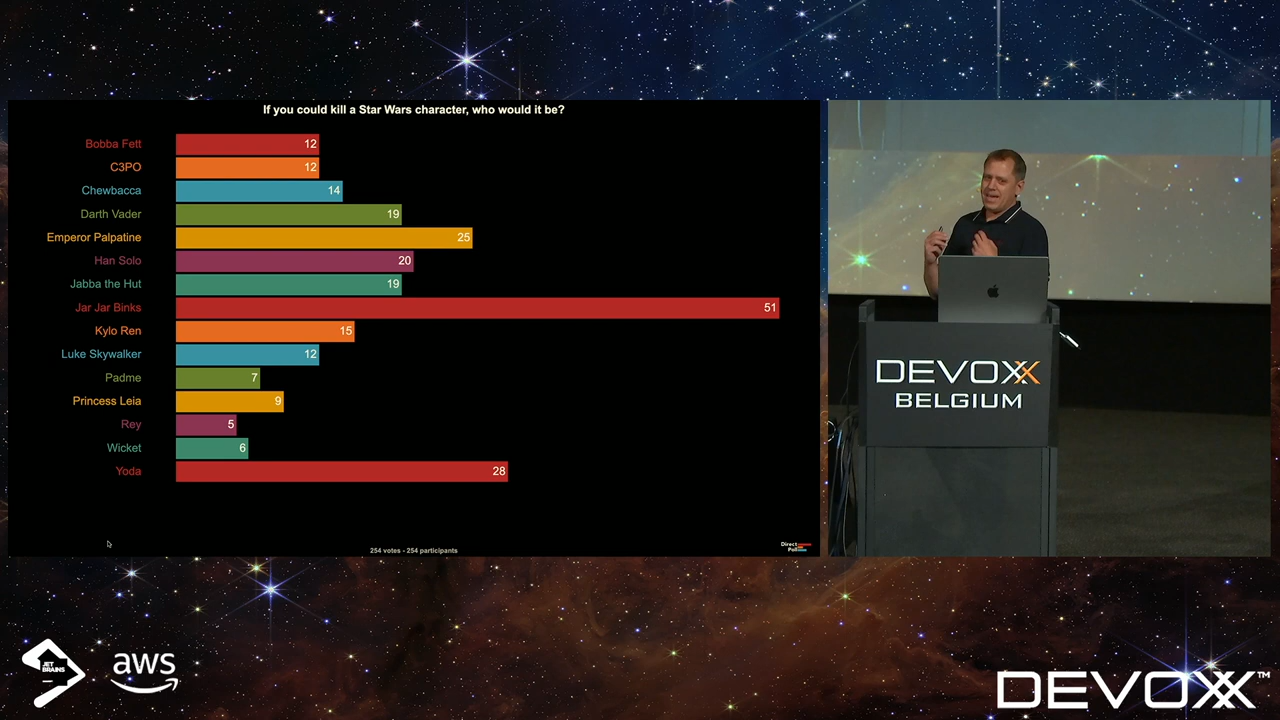 If you could kill a Star Wars character, who would it be?
Bobba Fett 12
C3PO 12
Chewbacca 14
Darth Vader 19
Emperor Palpatine 25
Han Solo 20
Jabba the Hut 19
Jar Jar Binks 51
Kylo Ren 15
Luke Skywalker 12
Padme 7
Princess Leia 9
Rey 5
Wicket 6
Yoda 28
254 votes - 254 participants
Direct
Poll
DEVOXX
BELGIUM
JET
BRAINS
aws
DEVOXX™